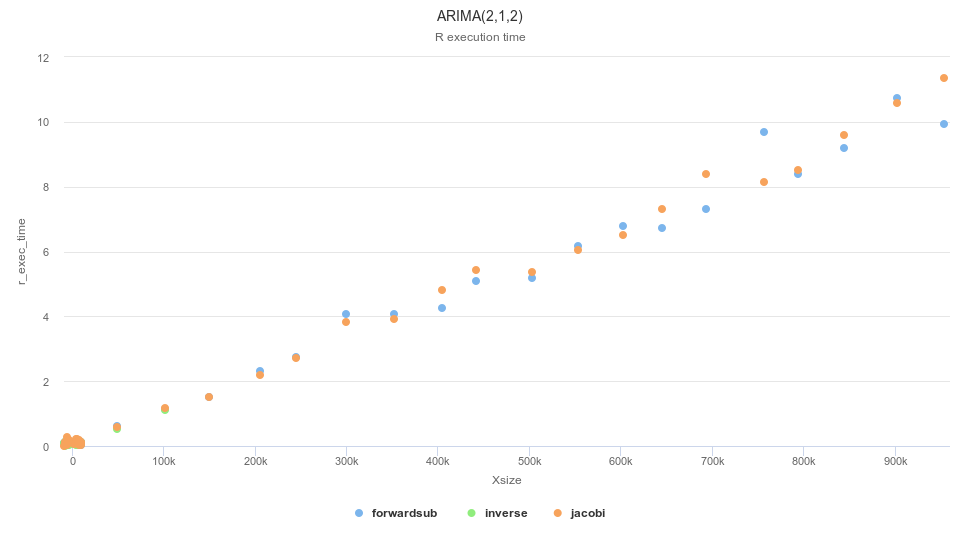 ARIMA(2,1,2)
R execution time
12
10
8
6
4
2
0
r_exec_time
0 100k 200k 300k 400k 500k 600k 700k 800k 900k
Xsize
forwardsub inverse jacobi